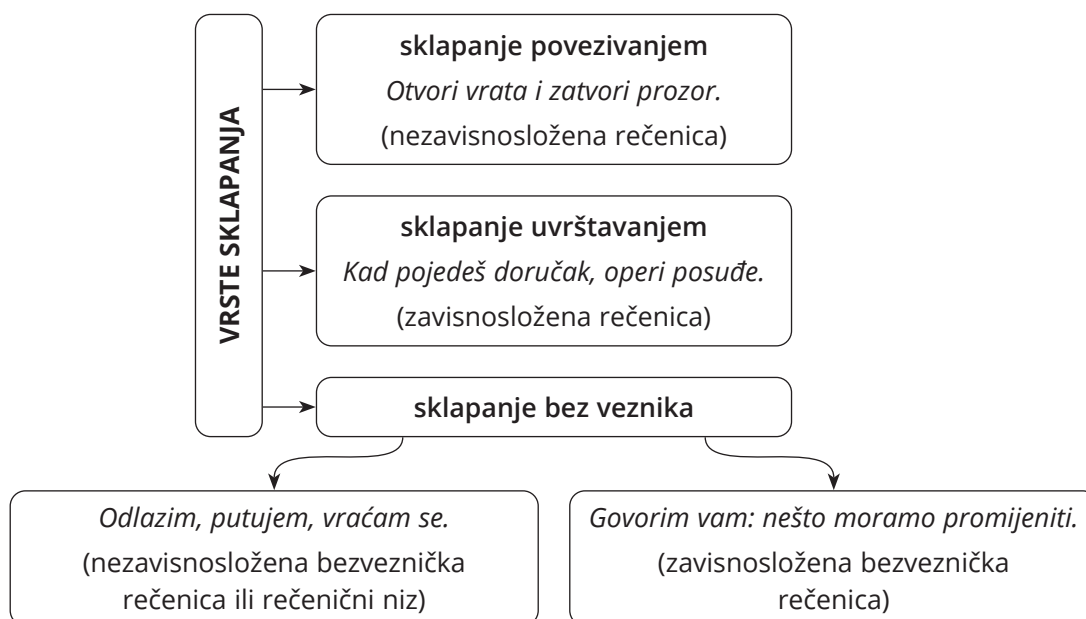 VRSTE SKLAPANJA
sklapanje povezivanjem
Otvori vrata i zatvori prozor.
(nezavisnosložena rečenica)
sklapanje uvrštavanjem
Kad pojedeš doručak, operi posuđe.
(zavisnosložena rečenica)
sklapanje bez veznika
Odlazim, putujem, vraćam se.
(nezavisnosložena bezveznička
rečenica ili rečenični niz)
Govorim vam: nešto moramo promijeniti.
(zavisnosložena bezveznička
rečenica)